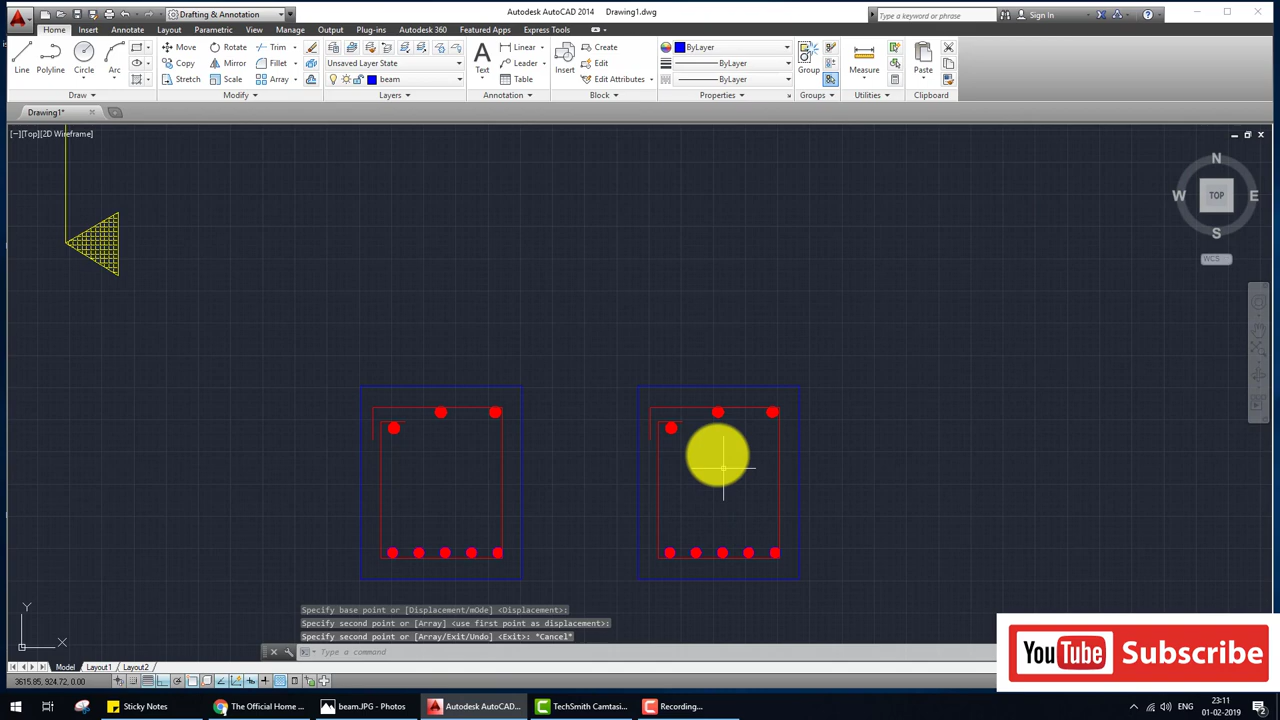 Autodesk AutoCAD 2014 Drawing1.dwg
Drafting & Annotation
Type a keyword or phrase
Sign In
Home Insert Annotate Parametric View Manage Output Plug-ins Autodesk 360 Featured Apps Express Tools Layout
Line Polyline Circle Arc
Move Rotate Trim
Copy Mirror Fillet
Stretch Scale Array
Unsaved Layer State
beam
Text
Linear
Leader
Table
Insert
Create
Edit
Edit Attributes
ByLayer
ByLayer
ByLayer
Group
Measure
Paste
Draw Modify Layers Annotation Block Properties Groups Utilities Clipboard
Drawing1*
[−][Top][2D Wireframe]
N
W TOP E
S
WCS
Specify base point or [Displacement/mOde] <Displacement>:
Specify second point or [Array] <use first point as displacement>:
Specify second point or [Array/Exit/Undo] <Exit>: *Cancel*
Type a command
Y
X
YouTube Subscribe
Model Layout1 Layout2
3615.85, 924.72, 0.00
Sticky Notes
The Official Home ...
beam.JPG - Photos
Autodesk AutoCAD...
TechSmith Camtasi...
Recording...
ENG
23:11
01-02-2019
2